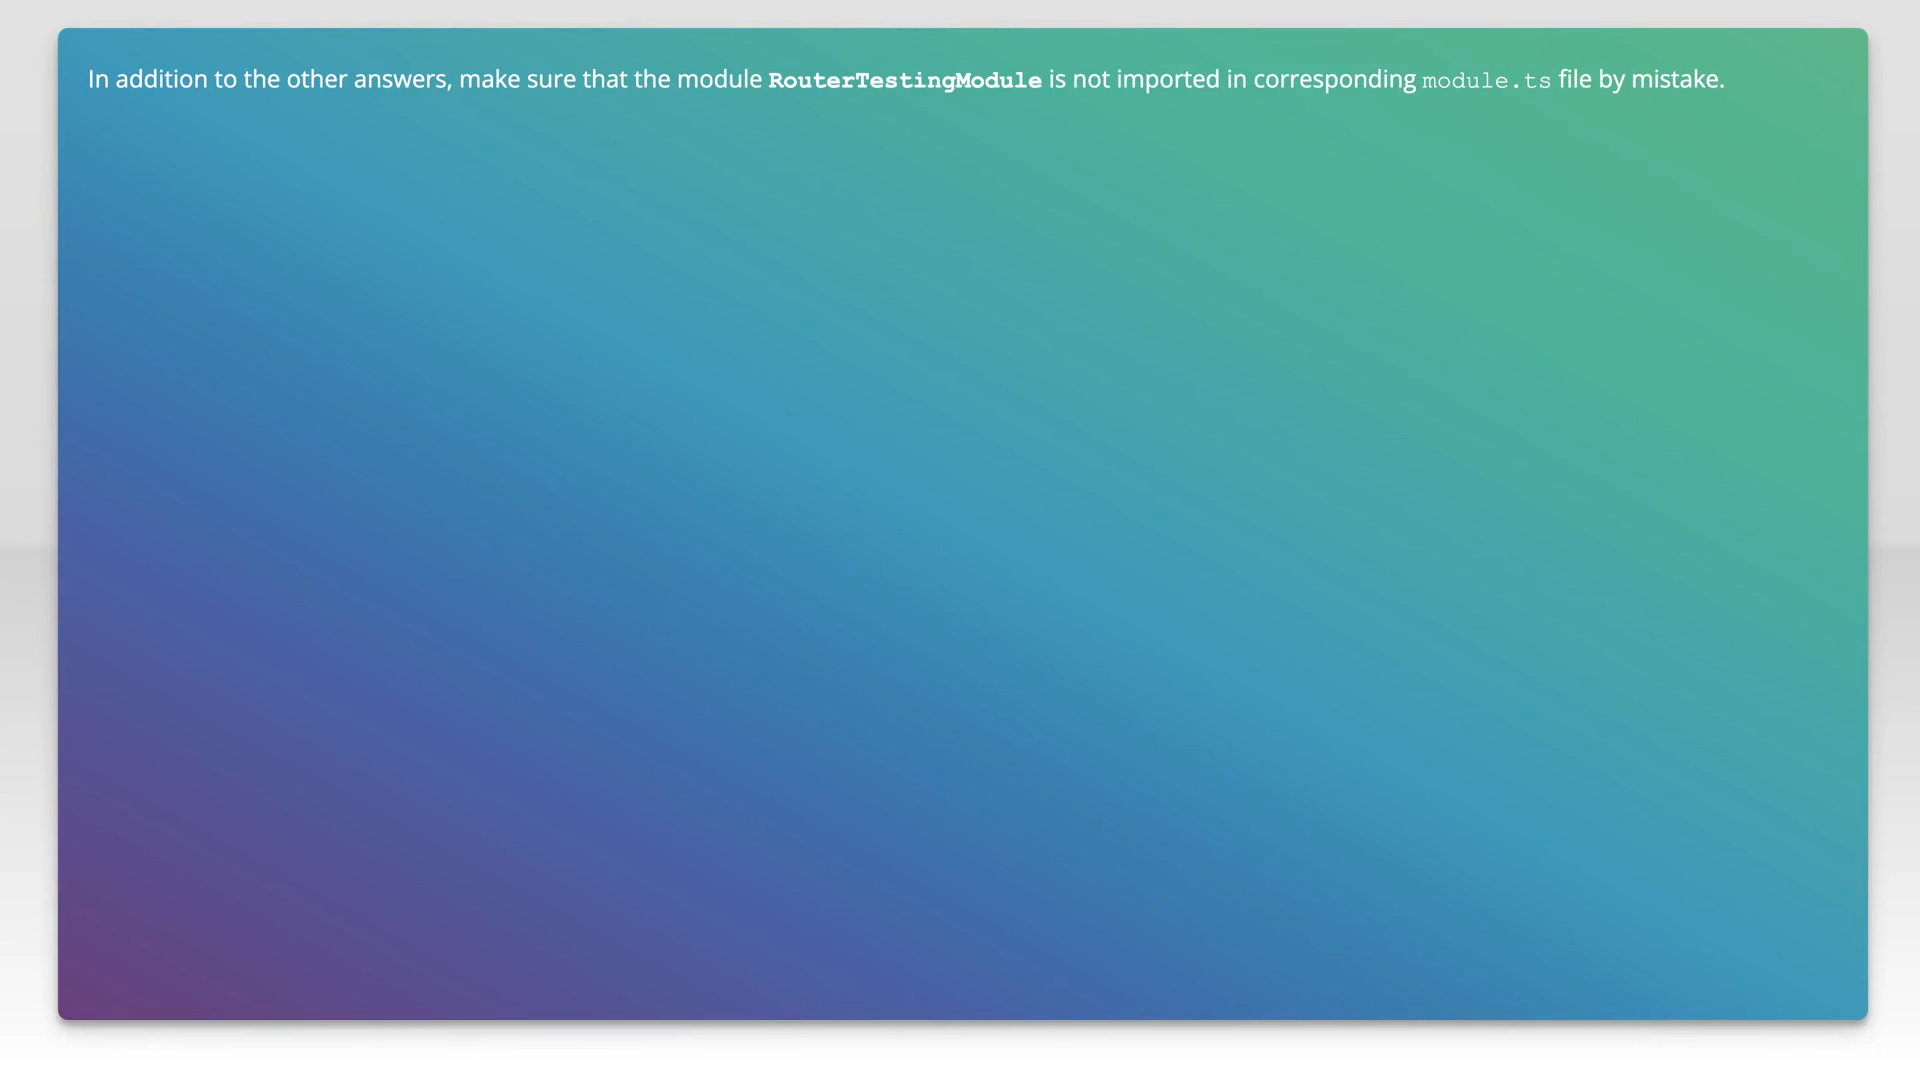 In addition to the other answers, make sure that the module RouterTestingModule is not imported in corresponding module.ts file by mistake.